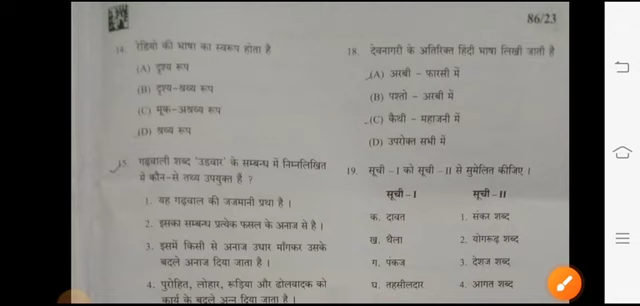 86/23
14. रेडियो की भाषा का स्वरूप होता है
(A) दृश्य रूप
(B) दृश्य-श्रव्य रूप
(C) मूक-अश्रव्य रूप
(D) श्रव्य रूप
15. गढ़वाली शब्द 'उडवार' के सम्बन्ध में निम्नलिखित
में कौन-से तथ्य उपयुक्त है ?
1. यह गढ़वाल की जजमानी प्रथा है ।
2. इसका सम्बन्ध प्रत्येक फसल के अनाज से है ।
3. इसमें किसी से अनाज उधार माँगकर उसके
बदले अनाज दिया जाता है ।
4. पुरोहित, लोहार, रूड़िया और ढोलवादक को
कार्य के बदले अन्न दिया जाता है ।
18. देवनागरी के अतिरिक्त हिंदी भाषा लिखी जाती है
(A) अरबी - फारसी में
(B) पश्तो - अरबी में
(C) कैथी - महाजनी में
(D) उपरोक्त सभी में
19. सूची -I को सूची -II से सुमेलित कीजिए ।
सूची -I सूची -II
क. दावत 1. संकर शब्द
ख. थैला 2. योगरूढ़ शब्द
ग. पंकज 3. देशज शब्द
घ. तहसीलदार 4. आगत शब्द